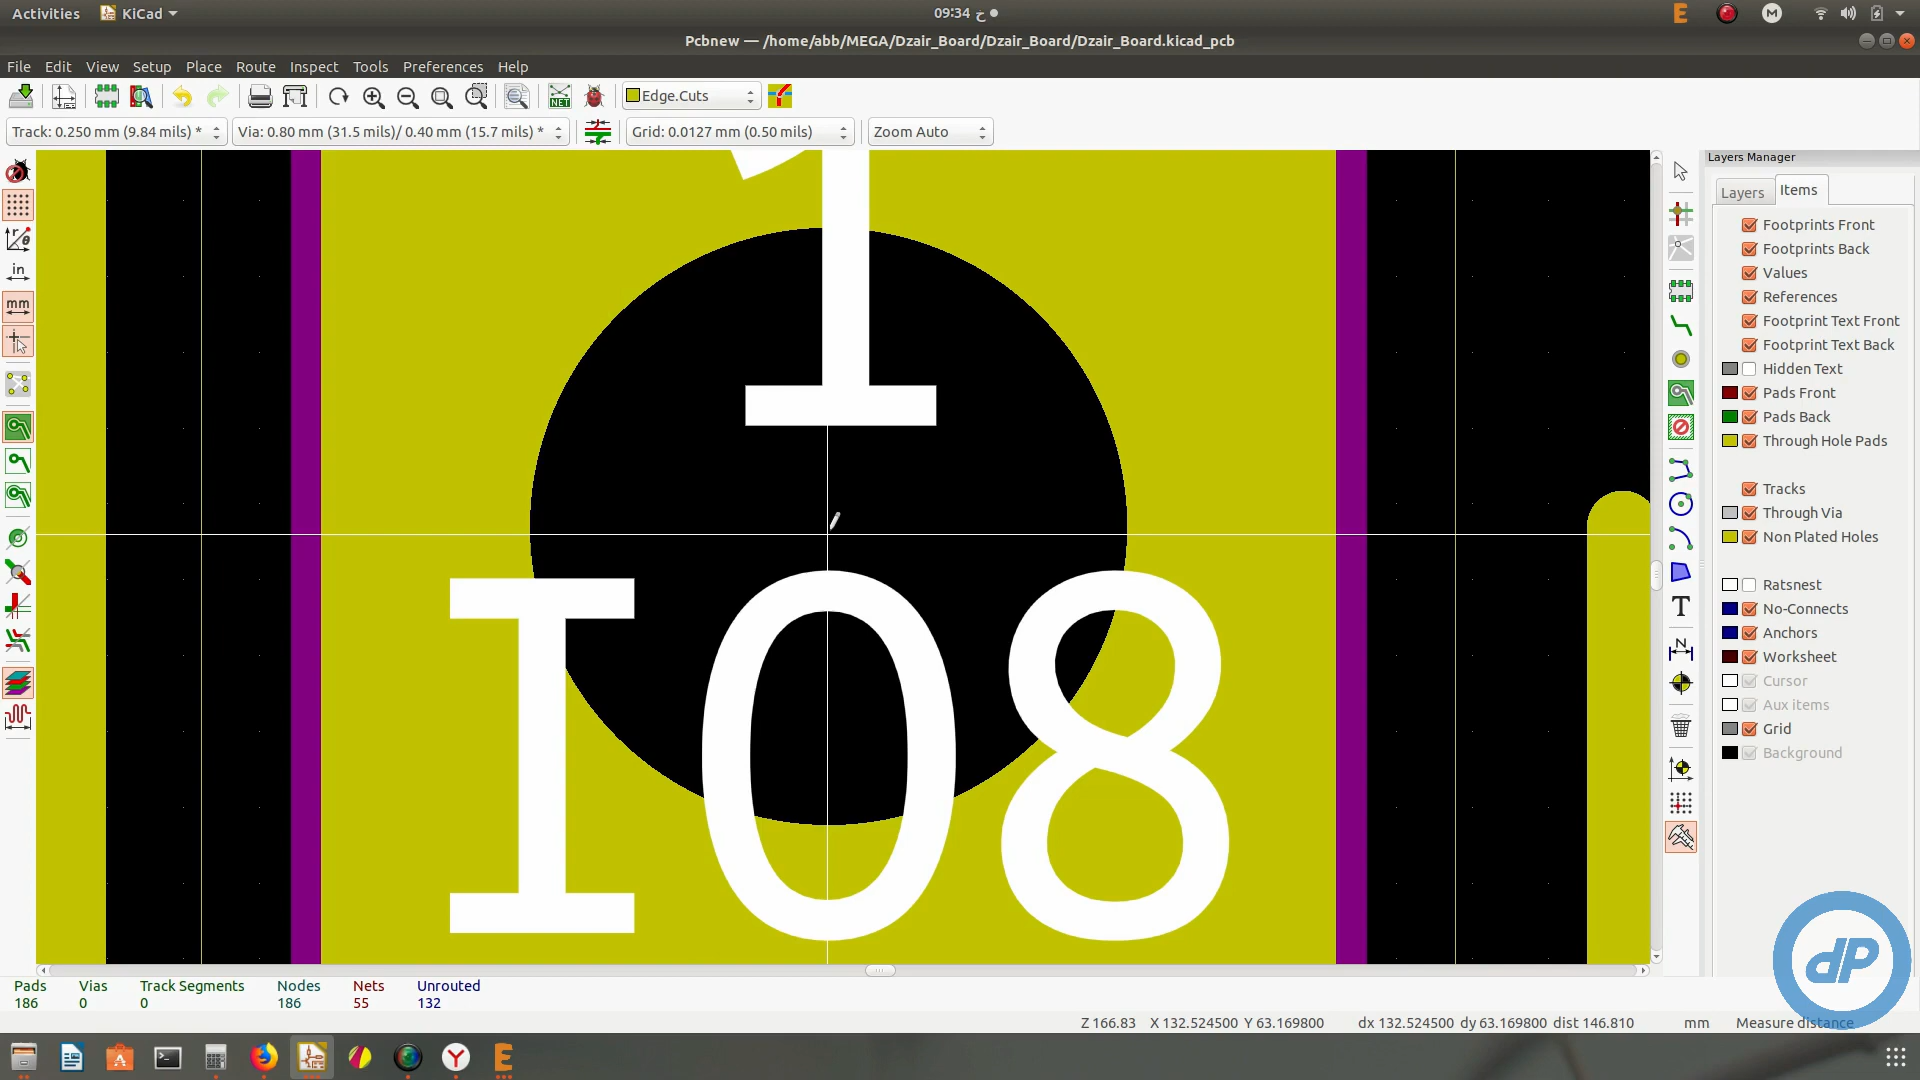 Activities KiCad 09:34 ح
Pcbnew — /home/abb/MEGA/Dzair_Board/Dzair_Board/Dzair_Board.kicad_pcb
File Edit View Setup Place Route Inspect Tools Preferences Help
NET Edge.Cuts
Track: 0.250 mm (9.84 mils) * Via: 0.80 mm (31.5 mils)/ 0.40 mm (15.7 mils) * Grid: 0.0127 mm (0.50 mils) Zoom Auto
in
mm
1
IO8
T
N
Layers Manager
Layers Items
Footprints Front
Footprints Back
Values
References
Footprint Text Front
Footprint Text Back
Hidden Text
Pads Front
Pads Back
Through Hole Pads
Tracks
Through Via
Non Plated Holes
Ratsnest
No-Connects
Anchors
Worksheet
Cursor
Aux items
Grid
Background
dP
Pads Vias Track Segments Nodes Nets Unrouted
186 0 0 186 55 132
Z 166.83 X 132.524500 Y 63.169800 dx 132.524500 dy 63.169800 dist 146.810 mm Measure distance